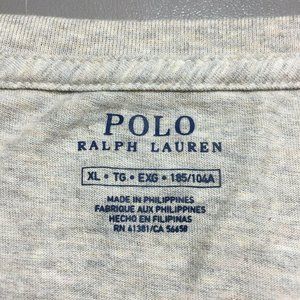 POLO
RALPH LAUREN
XL • TG • EXG • 185/104A
MADE IN PHILIPPINES
FABRIQUE AUX PHILIPPINES
HECHO EN FILIPINAS
RN 41381/CA 56658